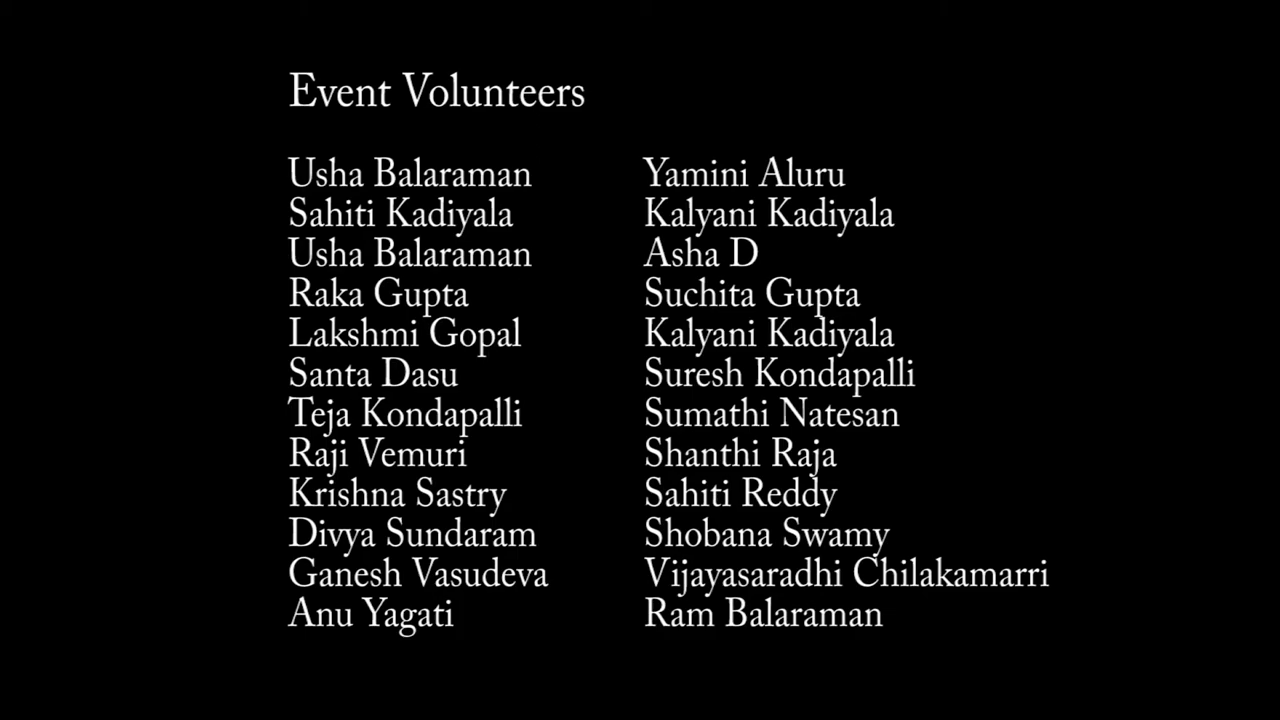 Event Volunteers
Usha Balaraman
Sahiti Kadiyala
Usha Balaraman
Raka Gupta
Lakshmi Gopal
Santa Dasu
Teja Kondapalli
Raji Vemuri
Krishna Sastry
Divya Sundaram
Ganesh Vasudeva
Anu Yagati
Yamini Aluru
Kalyani Kadiyala
Asha D
Suchita Gupta
Kalyani Kadiyala
Suresh Kondapalli
Sumathi Natesan
Shanthi Raja
Sahiti Reddy
Shobana Swamy
Vijayasaradhi Chilakamarri
Ram Balaraman